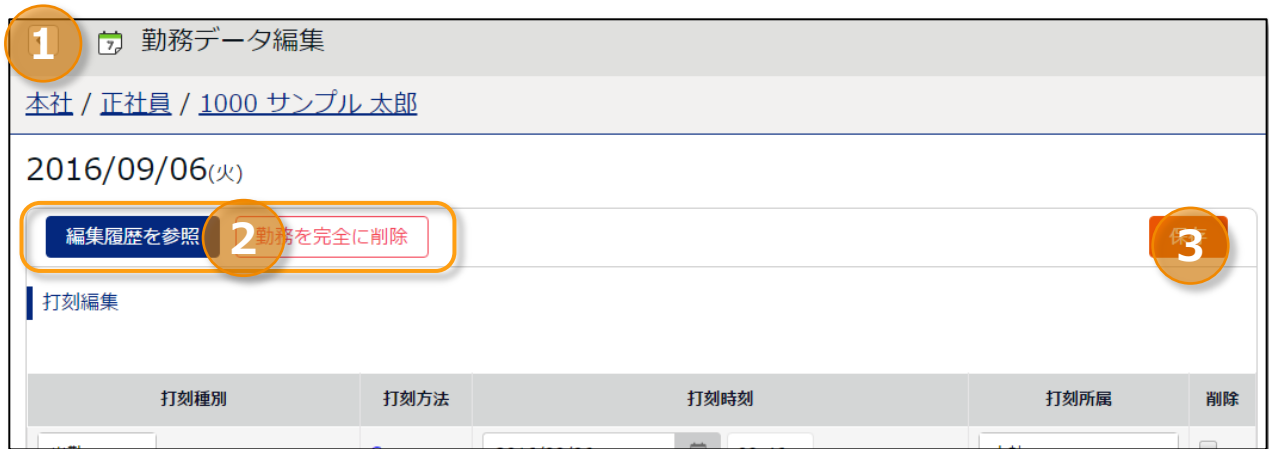 1
7
勤務データ編集
本社 / 正社員 / 1000 サンプル 太郎
2016/09/06(火)
編集履歴を参照 2 勤務を完全に削除
保存 3
打刻編集
打刻種別 打刻方法 打刻時刻 打刻所属 削除